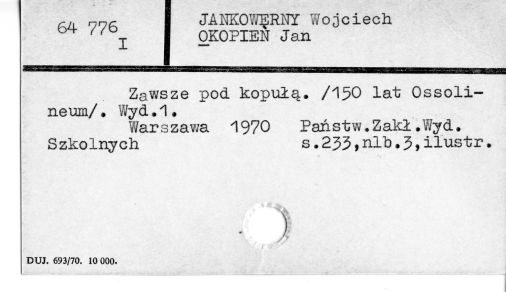 64 776
I
JANKOWERNY Wojciech
OKOPIEŃ Jan
Zawsze pod kopułą. /150 lat Ossoli-
neum/. Wyd.1.
Warszawa 1970 Państw.Zakł.Wyd.
Szkolnych s.233,nlb.3,ilustr.
DUJ. 693/70. 10 000.